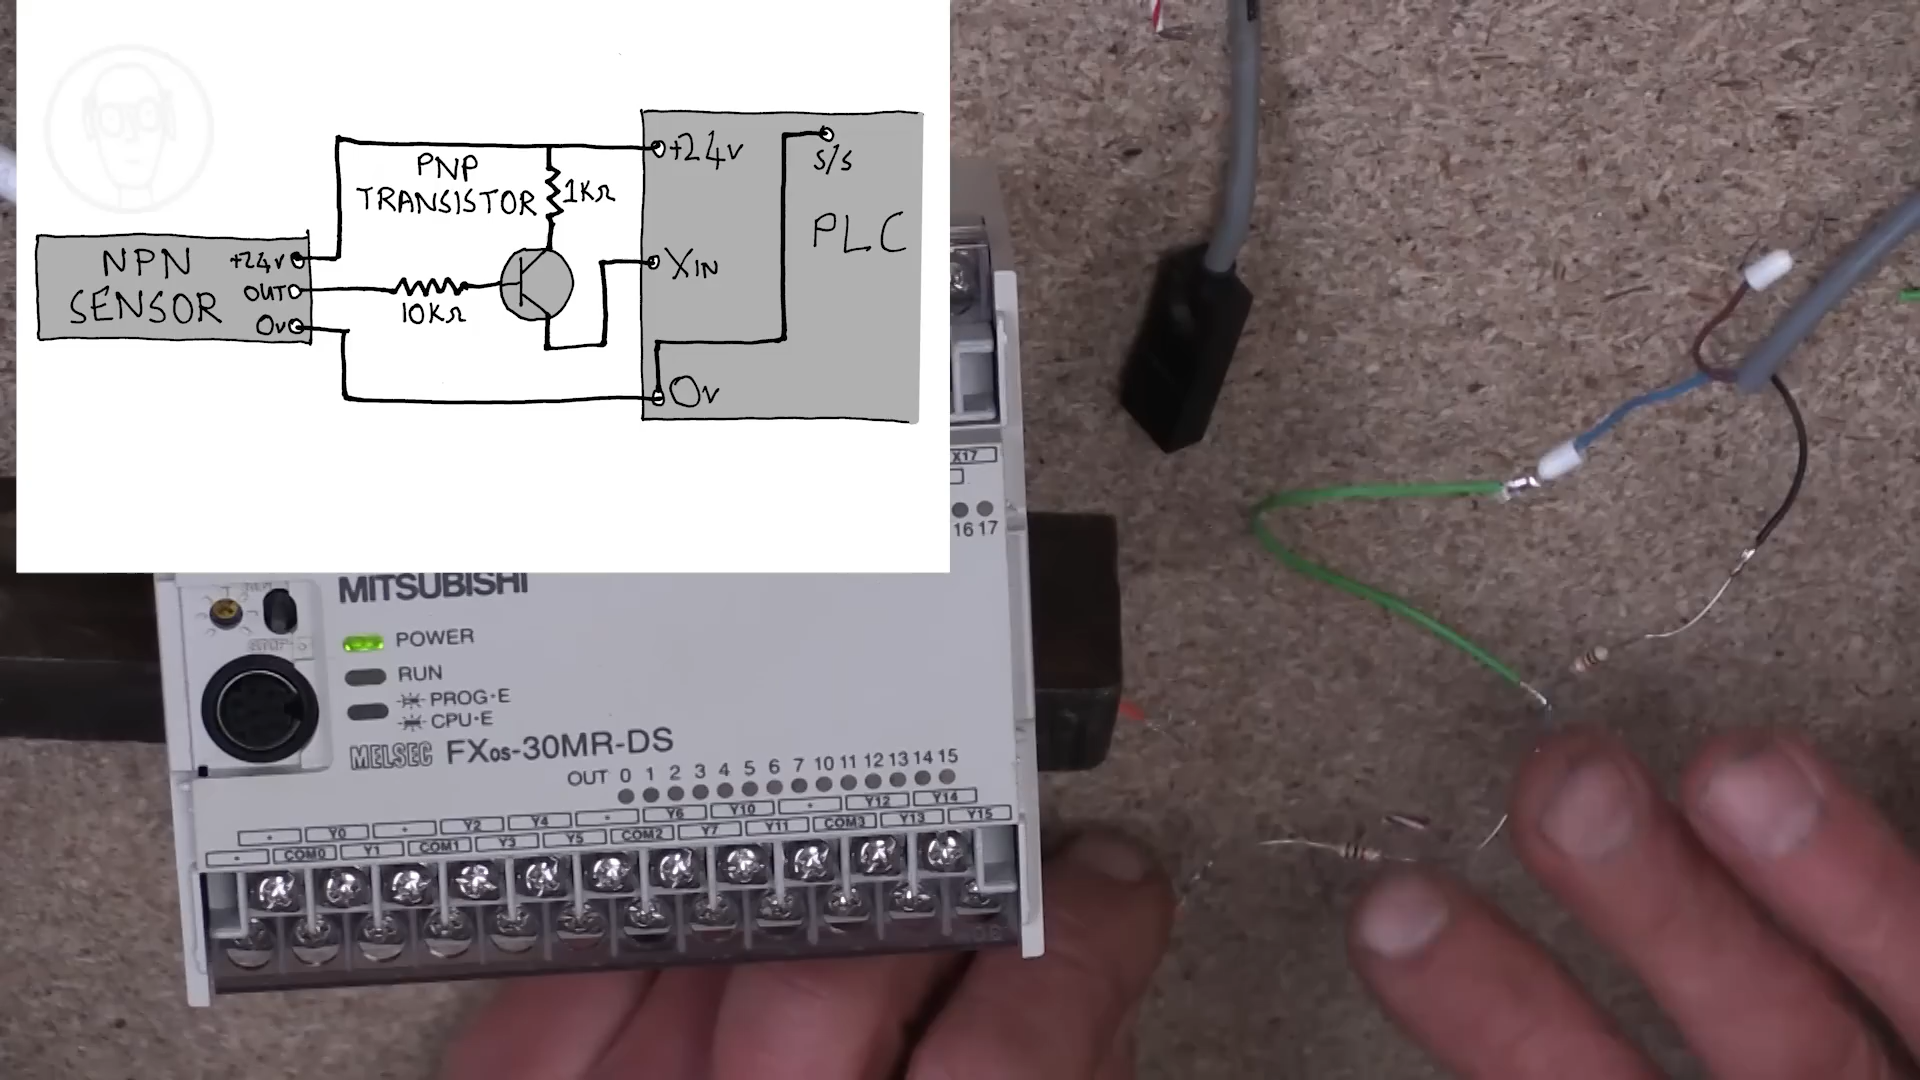 +24v
S/S
PNP
TRANSISTOR
1KΩ
PLC
NPN
SENSOR
+24v
OUT
0v
10KΩ
XIN
0v
X17
16 17
MITSUBISHI
POWER
RUN
PROG·E
CPU·E
MELSEC FX0S-30MR-DS
OUT 0 1 2 3 4 5 6 7 10 11 12 13 14 15
Y0 Y2 Y4 Y6 Y10 Y12 Y14
COM0 Y1 COM1 Y3 Y5 COM2 Y7 Y11 COM3 Y13 Y15